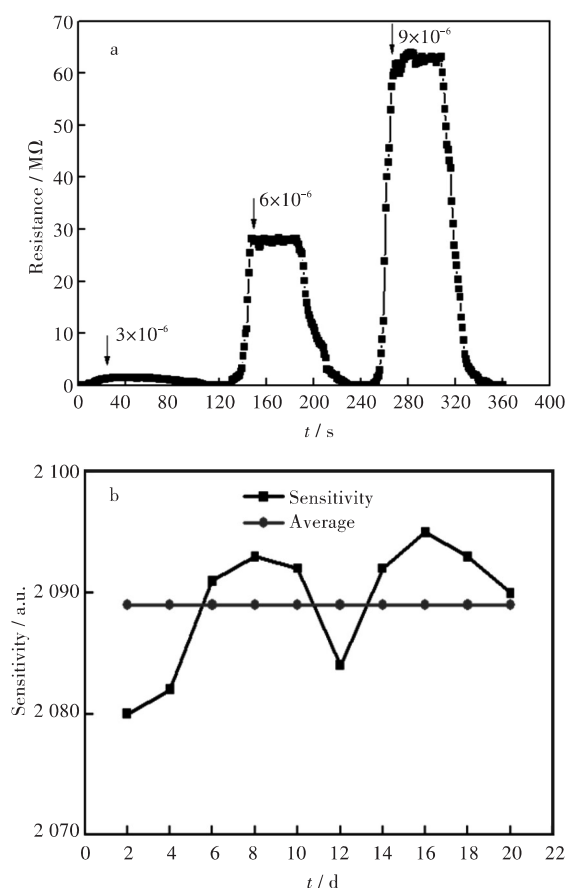 a
70
60
50
40
30
20
10
0
Resistance / MΩ
3×10⁻⁶
6×10⁻⁶
9×10⁻⁶
0 40 80 120 160 200 240 280 320 360 400
t / s
b
Sensitivity
Average
2 100
2 090
2 080
2 070
Sensitivity / a.u.
0 2 4 6 8 10 12 14 16 18 20 22
t / d